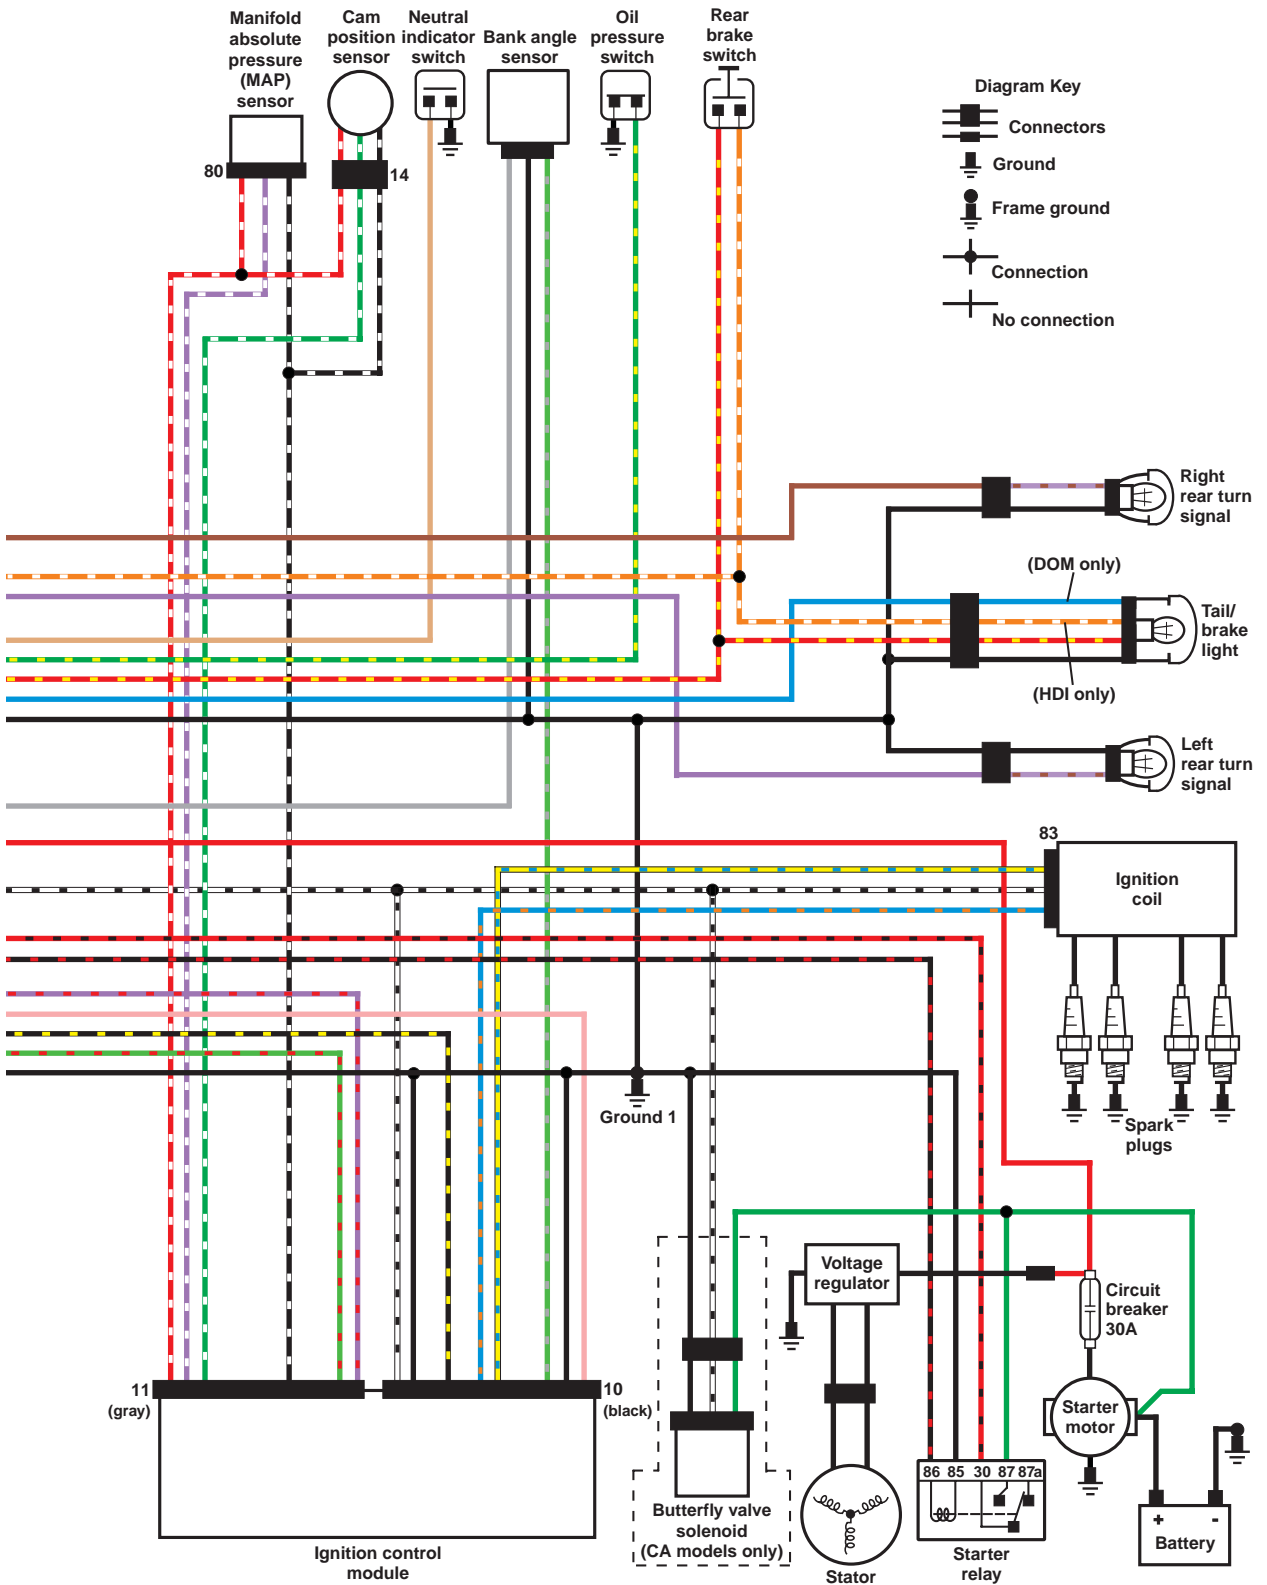 Manifold
absolute
pressure
(MAP)
sensor
Cam
position
sensor
Neutral
indicator
switch
Bank angle
sensor
Oil
pressure
switch
Rear
brake
switch
Diagram Key
Connectors
Ground
Frame ground
Connection
No connection
80
14
Right
rear turn
signal
(DOM only)
Tail/
brake
light
(HDI only)
Left
rear turn
signal
83
Ignition
coil
Spark
plugs
Ground 1
Voltage
regulator
Circuit
breaker
30A
11
(gray)
10
(black)
Starter
motor
86 85 30 87 87a
+ -
Battery
Butterfly valve
solenoid
(CA models only)
Ignition control
module
Stator
Starter
relay